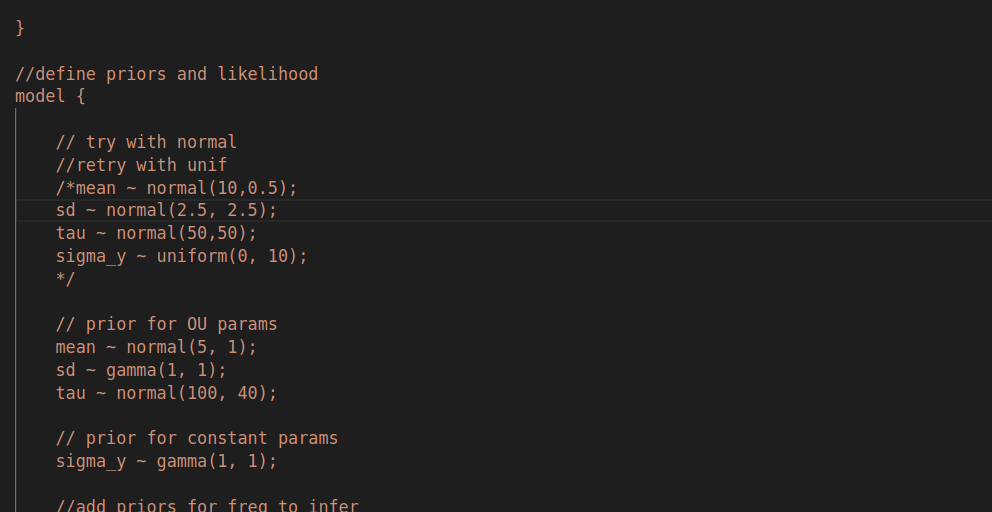 }
//define priors and likelihood
model {
// try with normal
//retry with unif
/*mean ~ normal(10,0.5);
sd ~ normal(2.5, 2.5);
tau ~ normal(50,50);
sigma_y ~ uniform(0, 10);
*/
// prior for OU params
mean ~ normal(5, 1);
sd ~ gamma(1, 1);
tau ~ normal(100, 40);
// prior for constant params
sigma_y ~ gamma(1, 1);
//add priors for freq to infer